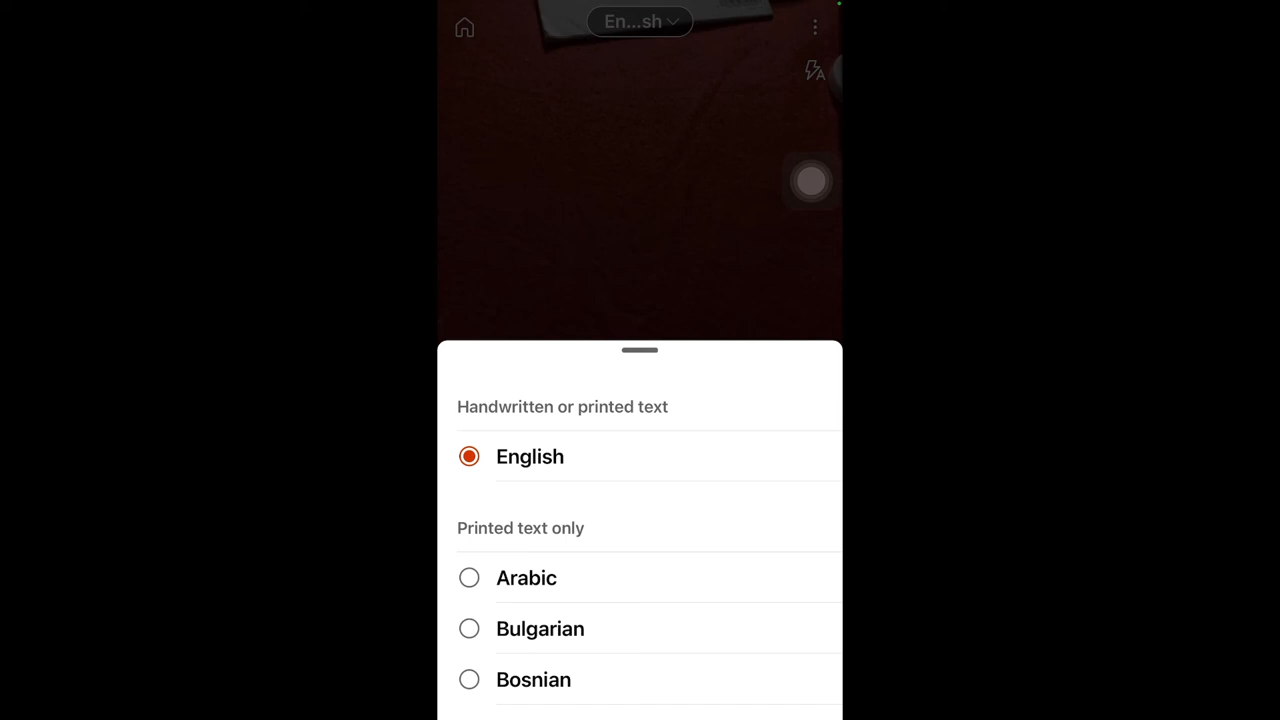 En...sh
Handwritten or printed text
English
Printed text only
Arabic
Bulgarian
Bosnian